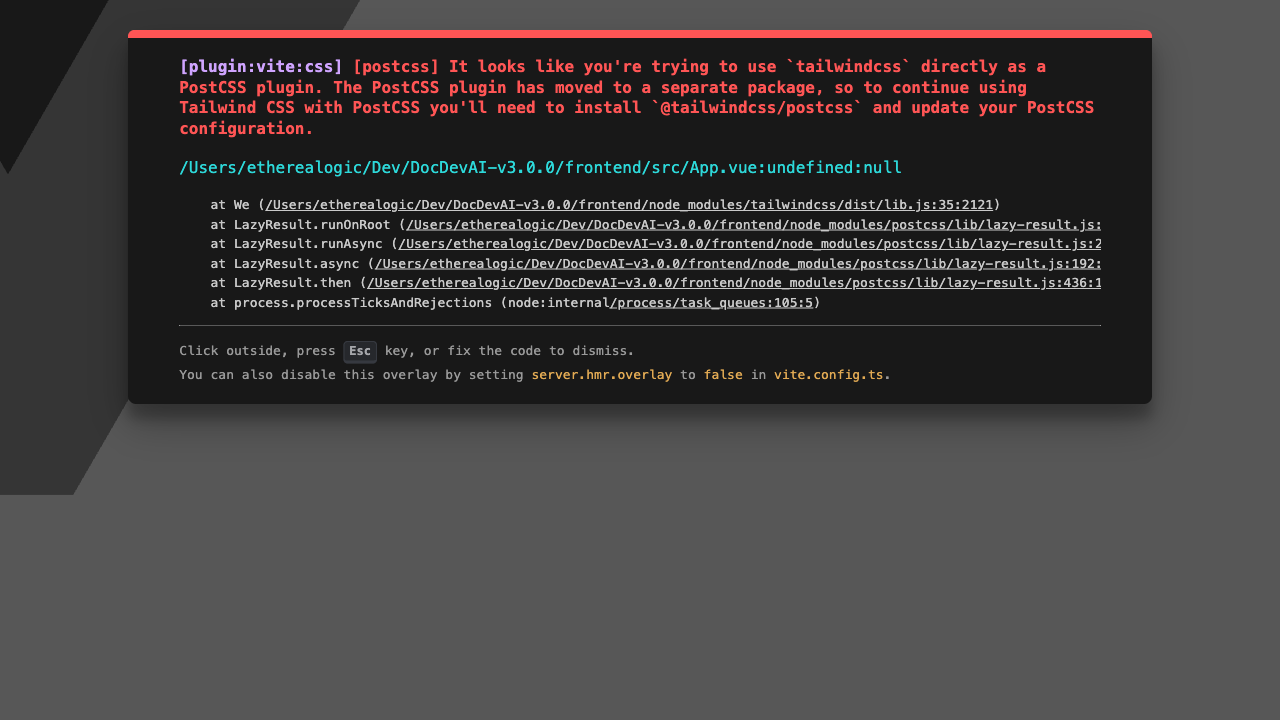 [plugin:vite:css] [postcss] It looks like you're trying to use `tailwindcss` directly as a
PostCSS plugin. The PostCSS plugin has moved to a separate package, so to continue using
Tailwind CSS with PostCSS you'll need to install `@tailwindcss/postcss` and update your PostCSS
configuration.
/Users/etherealogic/Dev/DocDevAI-v3.0.0/frontend/src/App.vue:undefined:null
at We (/Users/etherealogic/Dev/DocDevAI-v3.0.0/frontend/node_modules/tailwindcss/dist/lib.js:35:2121)
at LazyResult.runOnRoot (/Users/etherealogic/Dev/DocDevAI-v3.0.0/frontend/node_modules/postcss/lib/lazy-result.js:
at LazyResult.runAsync (/Users/etherealogic/Dev/DocDevAI-v3.0.0/frontend/node_modules/postcss/lib/lazy-result.js:2
at LazyResult.async (/Users/etherealogic/Dev/DocDevAI-v3.0.0/frontend/node_modules/postcss/lib/lazy-result.js:192:
at LazyResult.then (/Users/etherealogic/Dev/DocDevAI-v3.0.0/frontend/node_modules/postcss/lib/lazy-result.js:436:1
at process.processTicksAndRejections (node:internal/process/task_queues:105:5)
Click outside, press Esc key, or fix the code to dismiss.
You can also disable this overlay by setting server.hmr.overlay to false in vite.config.ts.